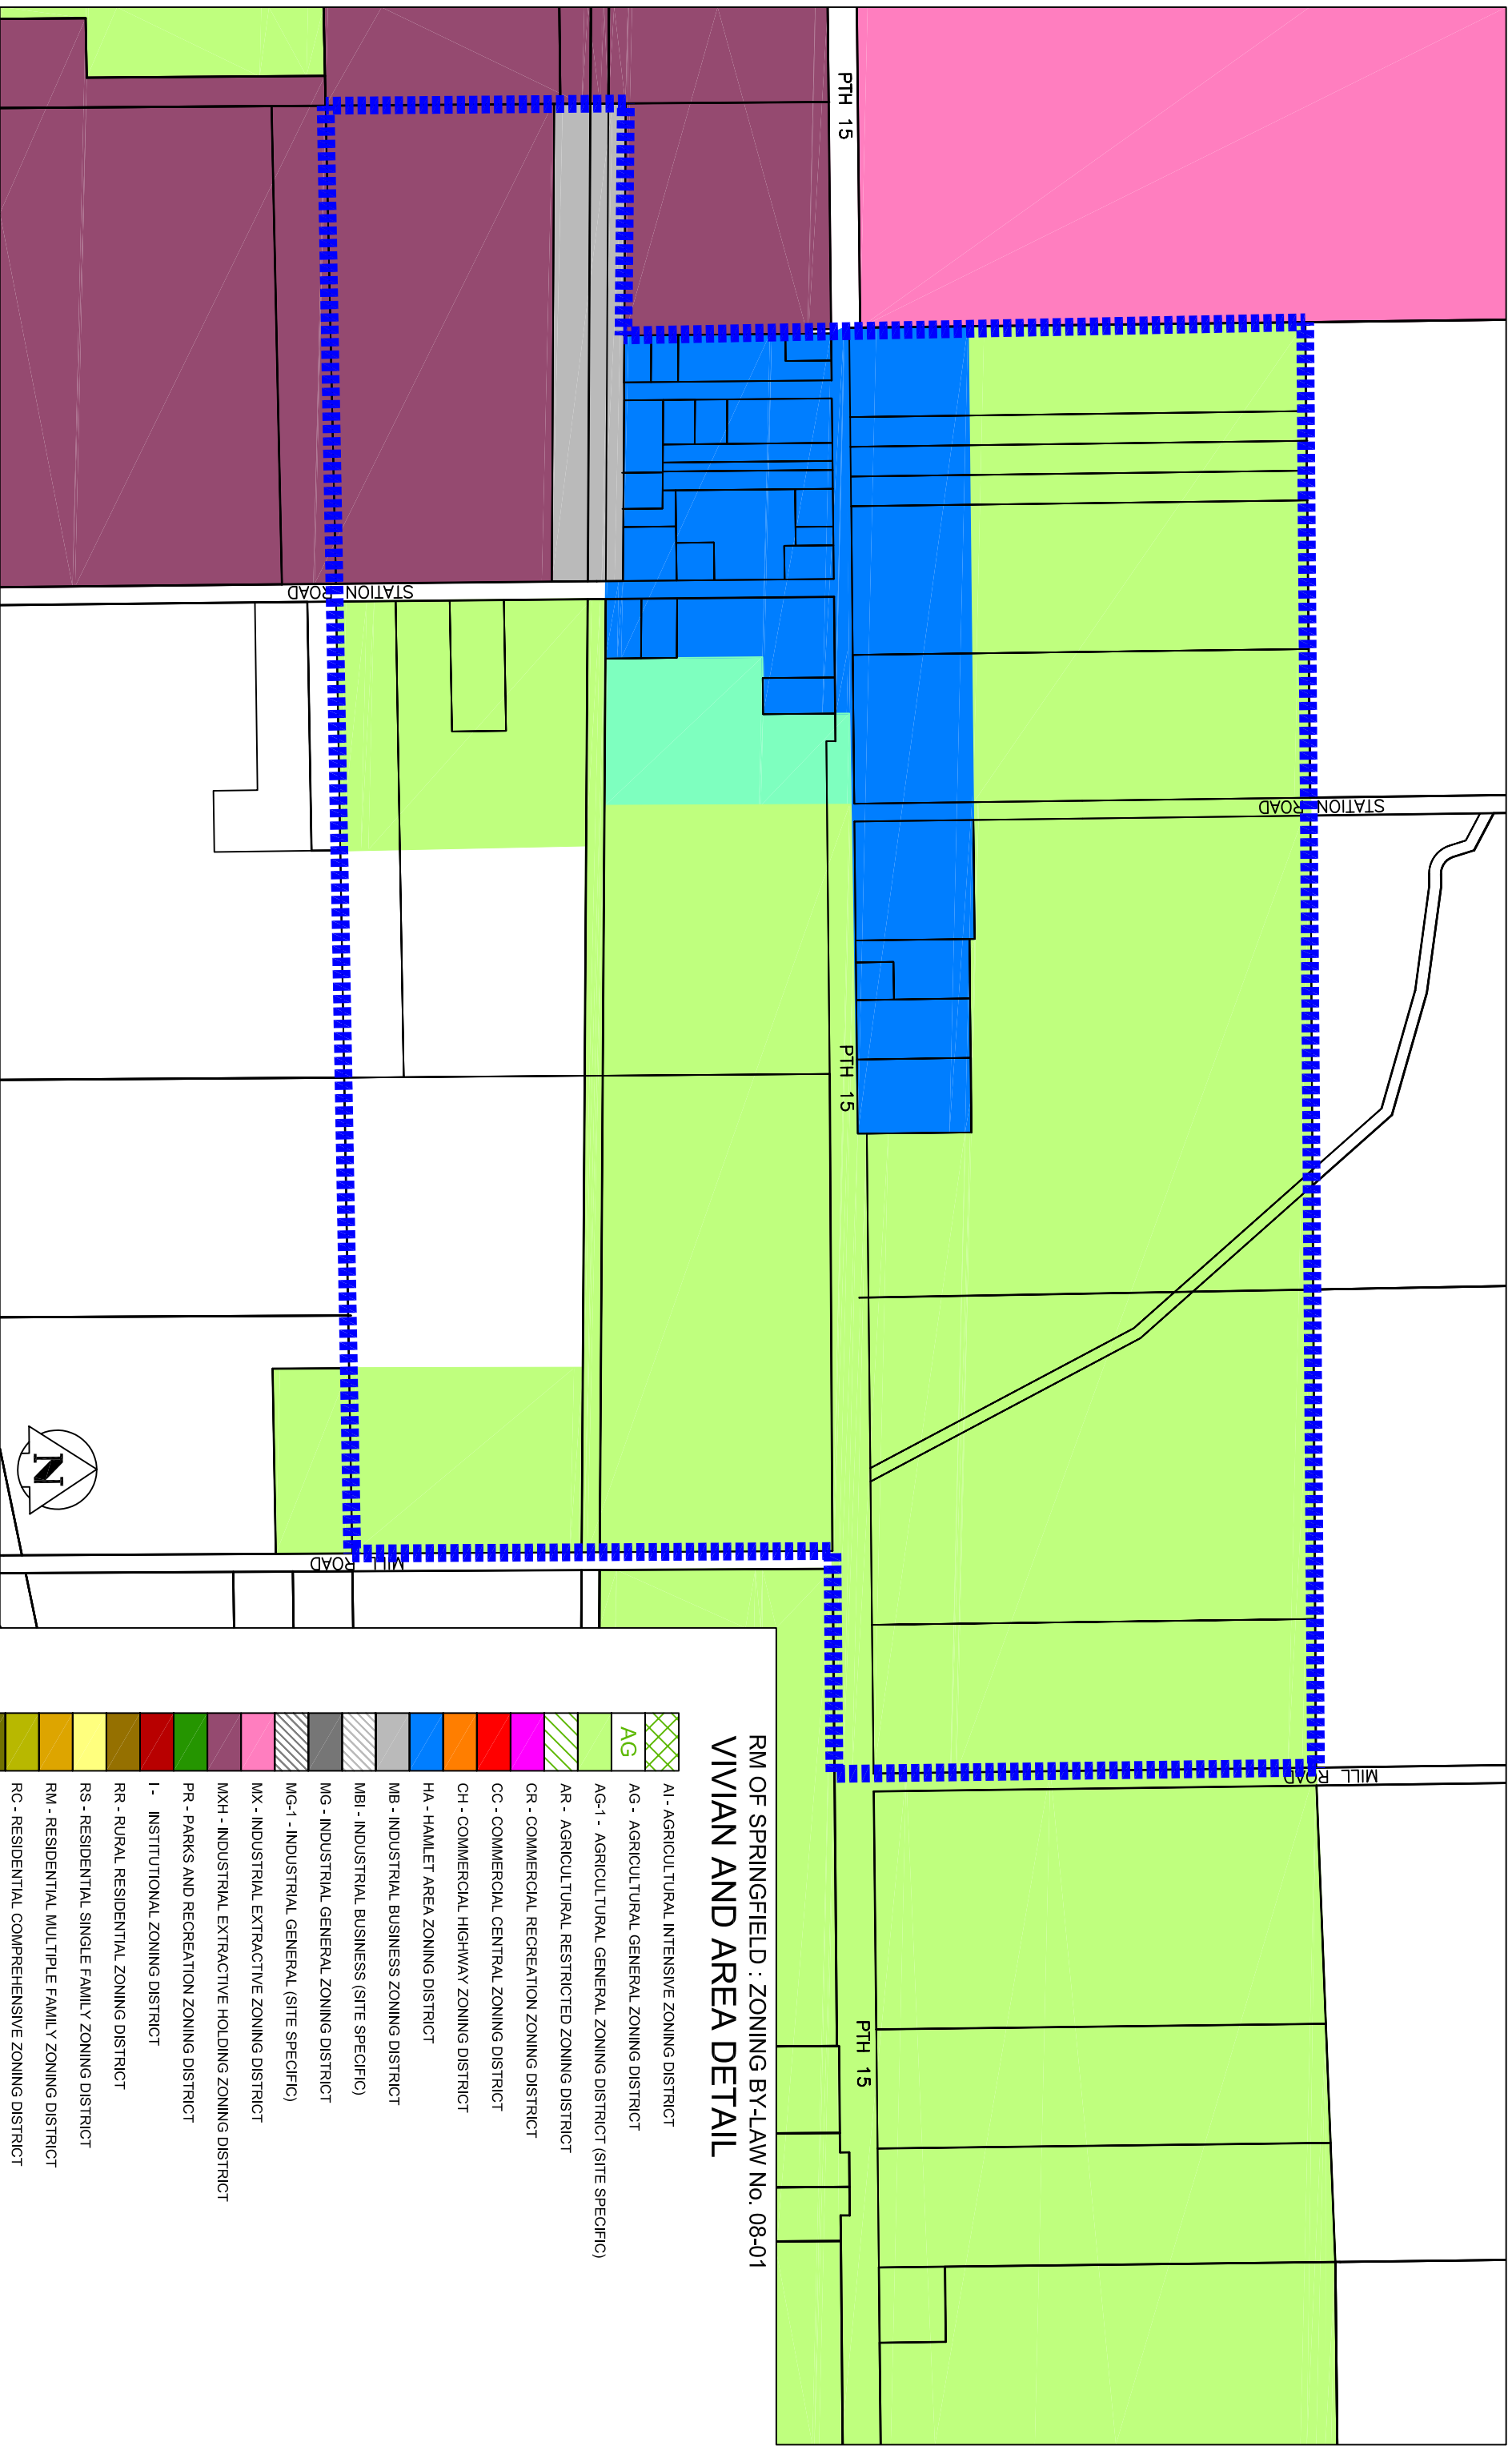 PTH 15
STATION ROAD
STATION ROAD
PTH 15
MILL ROAD
MILL ROAD
PTH 15
N
RM OF SPRINGFIELD : ZONING BY-LAW No. 08-01
VIVIAN AND AREA DETAIL
AI - AGRICULTURAL INTENSIVE ZONING DISTRICT
AG
AG - AGRICULTURAL GENERAL ZONING DISTRICT
AG-1 - AGRICULTURAL GENERAL ZONING DISTRICT (SITE SPECIFIC)
AR - AGRICULTURAL RESTRICTED ZONING DISTRICT
CR - COMMERCIAL RECREATION ZONING DISTRICT
CC - COMMERCIAL CENTRAL ZONING DISTRICT
CH - COMMERCIAL HIGHWAY ZONING DISTRICT
HA - HAMLET AREA ZONING DISTRICT
MB - INDUSTRIAL BUSINESS ZONING DISTRICT
MBI - INDUSTRIAL BUSINESS (SITE SPECIFIC)
MG - INDUSTRIAL GENERAL ZONING DISTRICT
MG-1 - INDUSTRIAL GENERAL (SITE SPECIFIC)
MX - INDUSTRIAL EXTRACTIVE ZONING DISTRICT
MXH - INDUSTRIAL EXTRACTIVE HOLDING ZONING DISTRICT
PR - PARKS AND RECREATION ZONING DISTRICT
I - INSTITUTIONAL ZONING DISTRICT
RR - RURAL RESIDENTIAL ZONING DISTRICT
RS - RESIDENTIAL SINGLE FAMILY ZONING DISTRICT
RM - RESIDENTIAL MULTIPLE FAMILY ZONING DISTRICT
RC - RESIDENTIAL COMPREHENSIVE ZONING DISTRICT